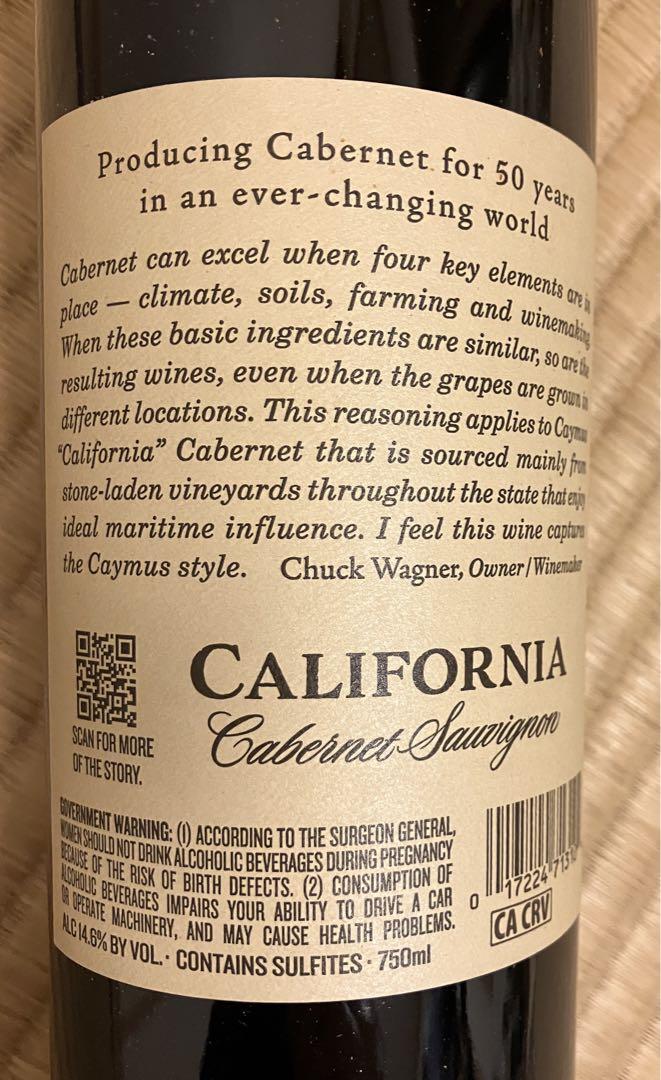 Producing Cabernet for 50 years
in an ever-changing world
Cabernet can excel when four key elements are in
place — climate, soils, farming and winemaking.
When these basic ingredients are similar, so are the
resulting wines, even when the grapes are grown in
different locations. This reasoning applies to Caymus
“California” Cabernet that is sourced mainly from
stone-laden vineyards throughout the state that enjoy
ideal maritime influence. I feel this wine captures
the Caymus style. Chuck Wagner, Owner/Winemaker
CALIFORNIA
Cabernet Sauvignon
SCAN FOR MORE
OF THE STORY.
GOVERNMENT WARNING: (1) ACCORDING TO THE SURGEON GENERAL,
WOMEN SHOULD NOT DRINK ALCOHOLIC BEVERAGES DURING PREGNANCY
BECAUSE OF THE RISK OF BIRTH DEFECTS. (2) CONSUMPTION OF
ALCOHOLIC BEVERAGES IMPAIRS YOUR ABILITY TO DRIVE A CAR
OR OPERATE MACHINERY, AND MAY CAUSE HEALTH PROBLEMS.
ALC 14.6% BY VOL. · CONTAINS SULFITES · 750ml
0 17224
CA CRV